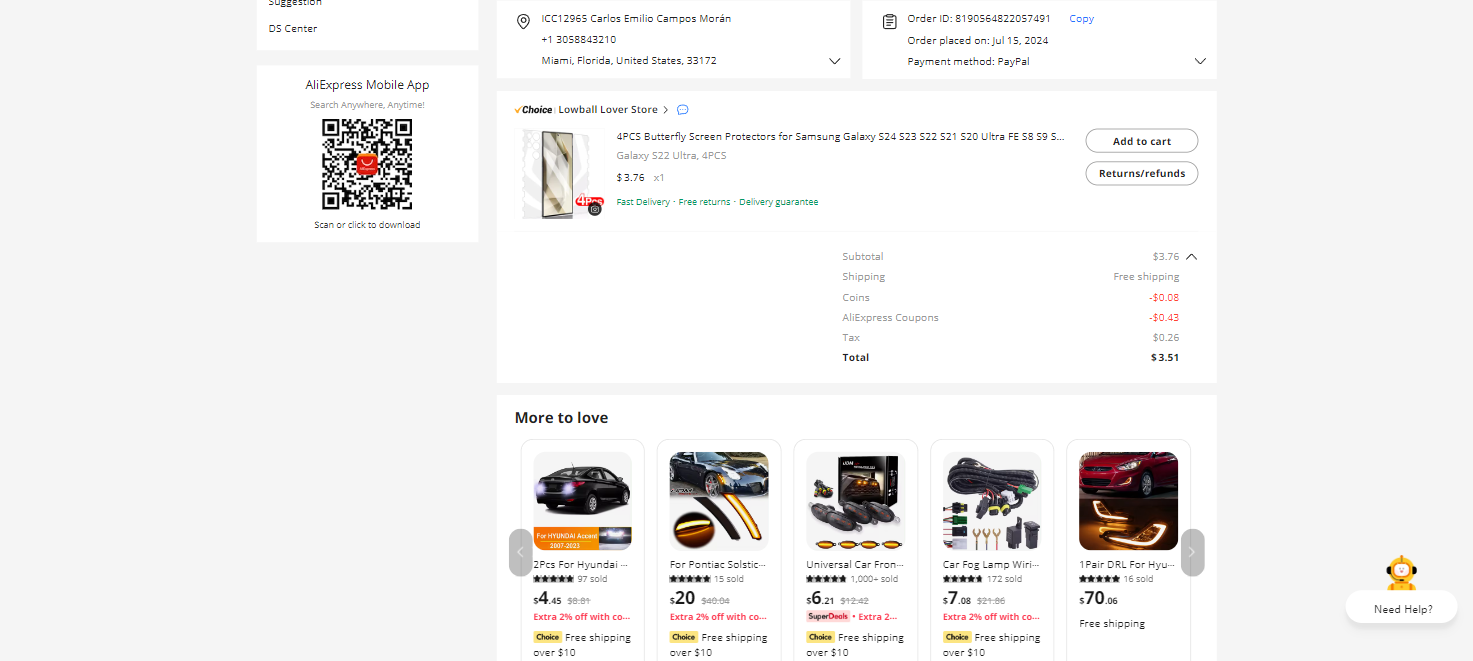 Suggestion
DS Center
AliExpress Mobile App
Search Anywhere, Anytime!
Scan or click to download
ICC12965 Carlos Emilio Campos Morán
+1 3058843210
Miami, Florida, United States, 33172
Order ID: 8190564822057491 Copy
Order placed on: Jul 15, 2024
Payment method: PayPal
Choice Lowball Lover Store
4PCS Butterfly Screen Protectors for Samsung Galaxy S24 S23 S22 S21 S20 Ultra FE S8 S9 S...
Galaxy S22 Ultra, 4PCS
$3.76 x1
Fast Delivery · Free returns · Delivery guarantee
4Pcs
Add to cart
Returns/refunds
Subtotal $3.76
Shipping Free shipping
Coins -$0.08
AliExpress Coupons -$0.43
Tax $0.26
Total $3.51
More to love
For HYUNDAI Accent
2007-2023
2Pcs For Hyundai ...
97 sold
$4.45 $8.81
Extra 2% off with co...
Choice Free shipping
over $10
For Pontiac Solstic...
15 sold
$20 $40.04
Extra 2% off with co...
Choice Free shipping
over $10
Universal Car Fron...
1,000+ sold
$6.21 $12.42
SuperDeals • Extra 2...
Choice Free shipping
over $10
Car Fog Lamp Wiri...
172 sold
$7.08 $21.86
Extra 2% off with co...
Choice Free shipping
over $10
1Pair DRL For Hyu...
16 sold
$70.06
Free shipping
Need Help?